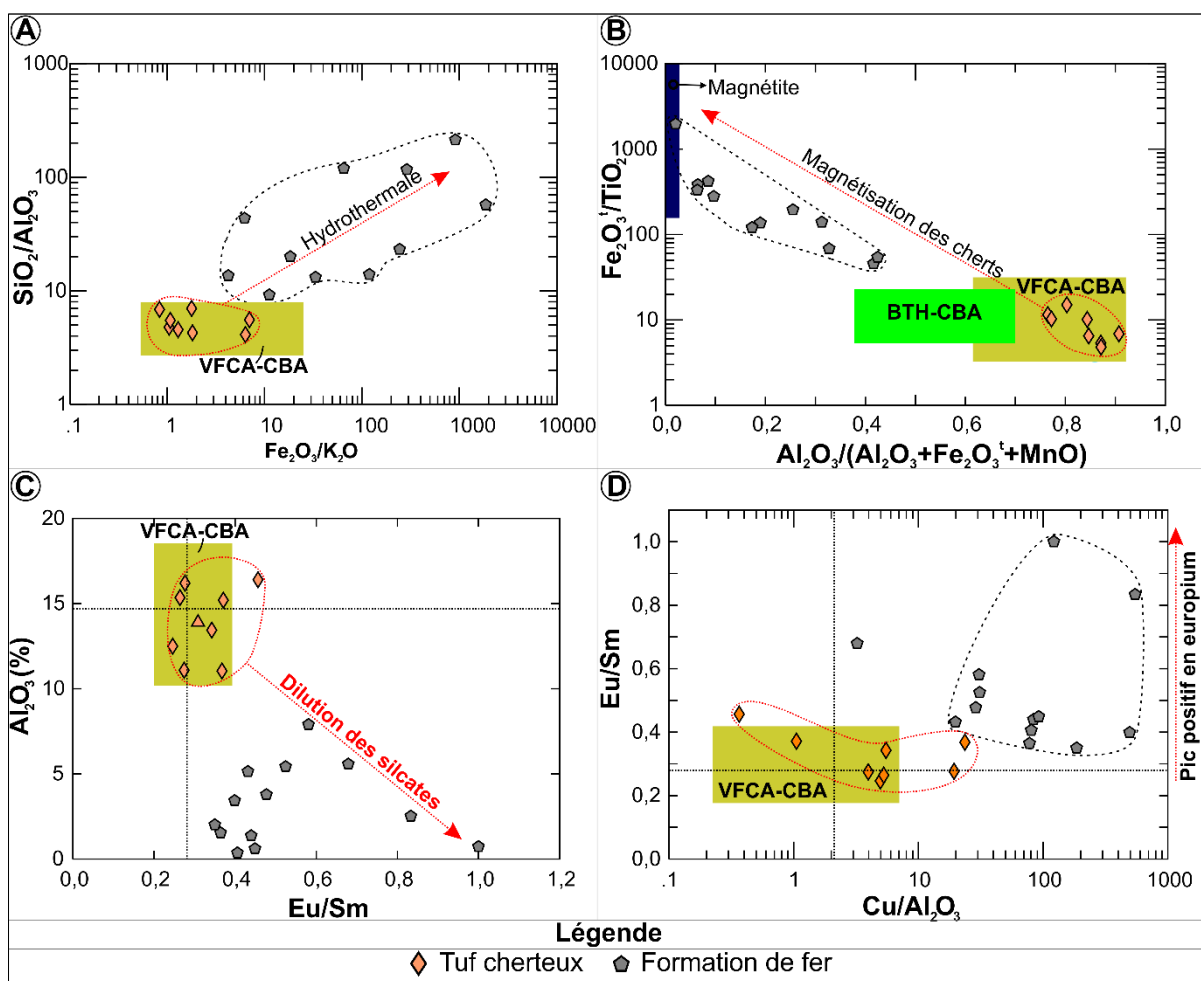 A
SiO₂/Al₂O₃
1000
100
10
1
Hydrothermale
VFCA-CBA
.1 1 10 100 1000 10000
Fe₂O₃/K₂O
B
Fe₂O₃ᵗ/TiO₂
10000
1000
100
10
1
Magnétite
Magnétisation des cherts
VFCA-CBA
BTH-CBA
0,0 0,2 0,4 0,6 0,8 1,0
Al₂O₃/(Al₂O₃+Fe₂O₃ᵗ+MnO)
C
Al₂O₃ (%)
20
15
10
5
0
VFCA-CBA
Dilution des silcates
0,0 0,2 0,4 0,6 0,8 1,0 1,2
Eu/Sm
D
Eu/Sm
1,0
0,8
0,6
0,4
0,2
0,0
VFCA-CBA
Pic positif en europium
.1 1 10 100 1000
Cu/Al₂O₃
Légende
Tuf cherteux Formation de fer